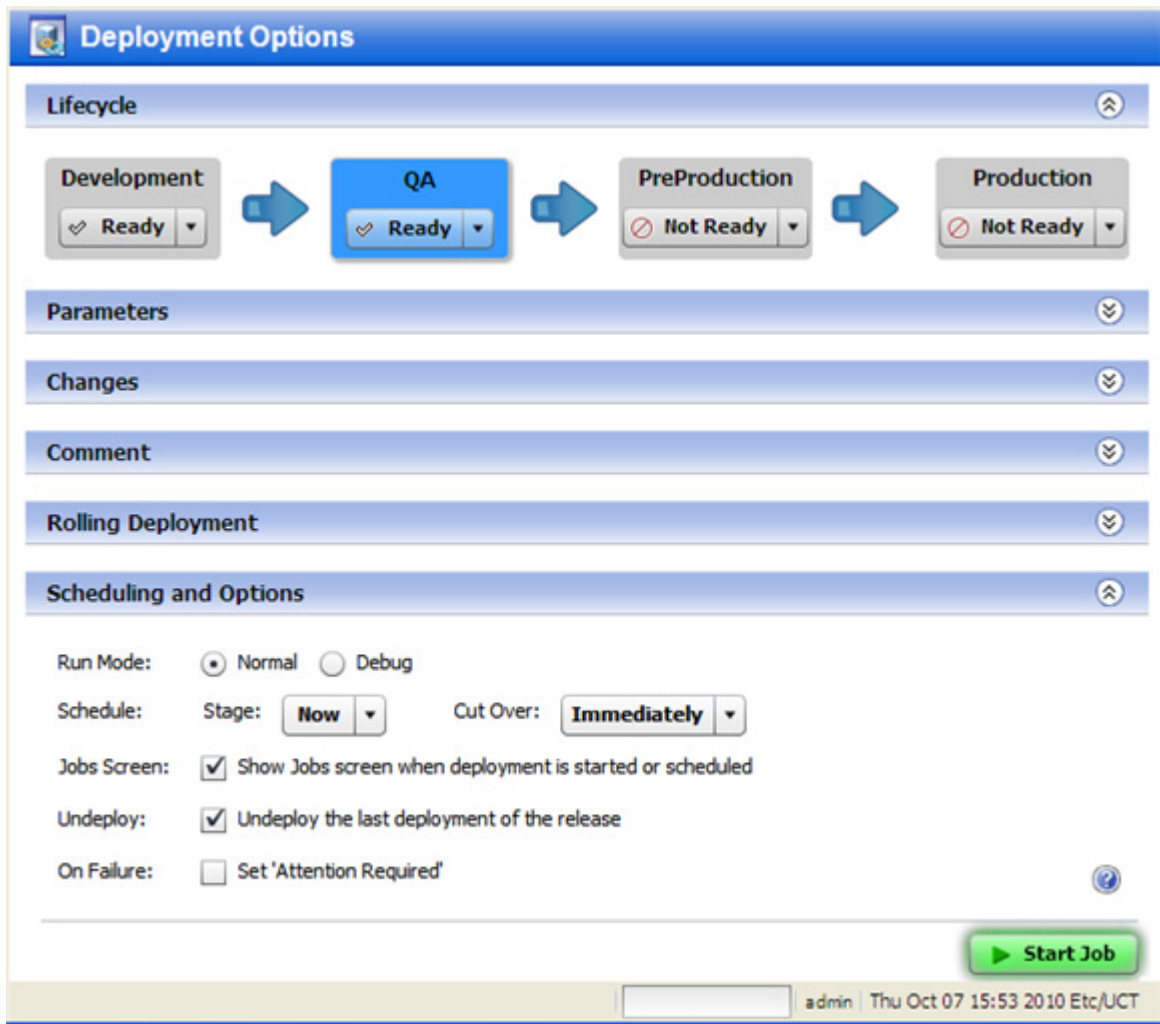 Deployment Options
Lifecycle
Development
QA
PreProduction
Production
Ready
Ready
Not Ready
Not Ready
Parameters
Changes
Comment
Rolling Deployment
Scheduling and Options
Run Mode: Normal Debug
Schedule: Stage: Now Cut Over: Immediately
Jobs Screen: Show Jobs screen when deployment is started or scheduled
Undeploy: Undeploy the last deployment of the release
On Failure: Set 'Attention Required'
Start Job
admin Thu Oct 07 15:53 2010 Etc/UCT